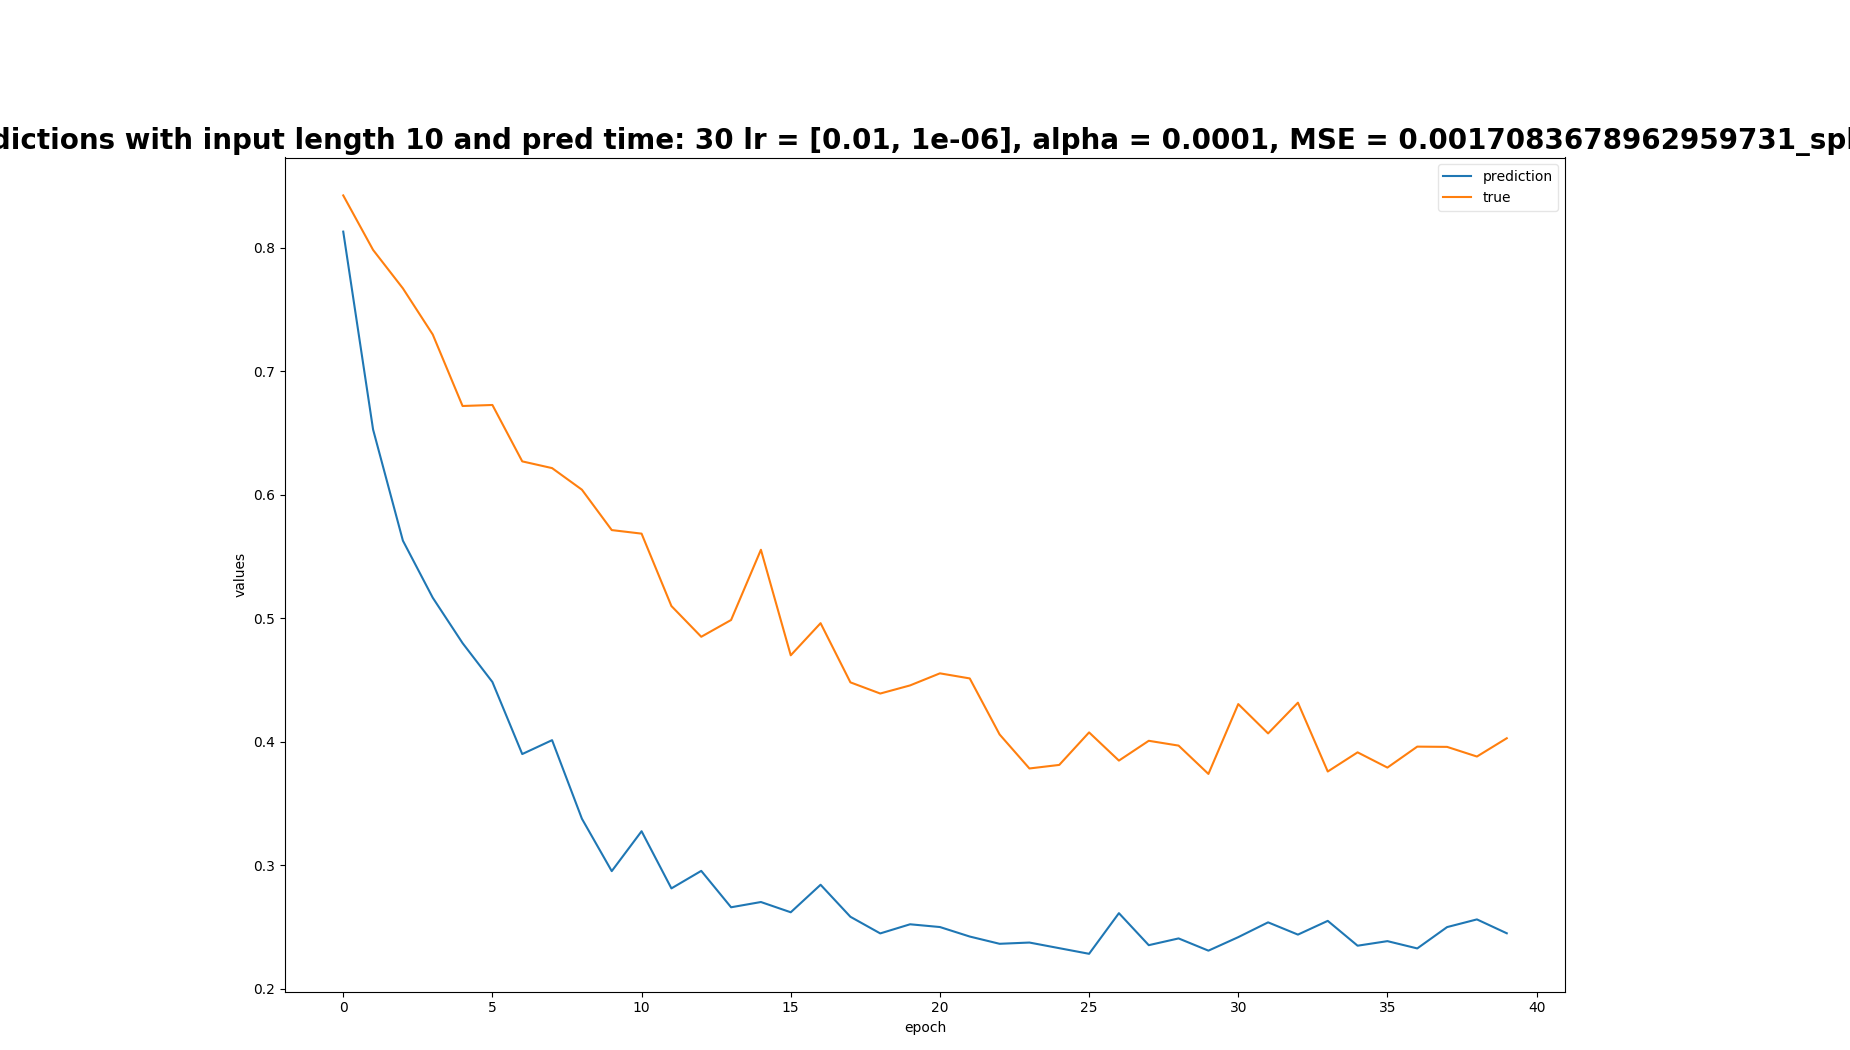 dictions with input length 10 and pred time: 30 lr = [0.01, 1e-06], alpha = 0.0001, MSE = 0.0017083678962959731_spl
prediction
true
0.8
0.7
0.6
0.5
0.4
0.3
0.2
values
0 5 10 15 20 25 30 35 40
epoch